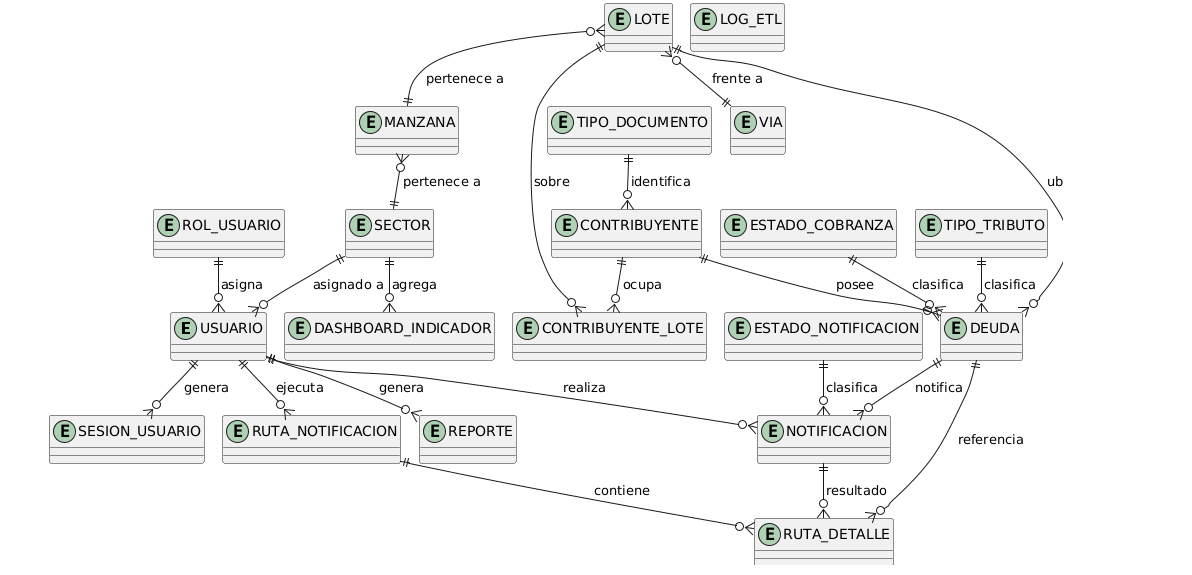 E LOTE
E LOG_ETL
pertenece a
frente a
E MANZANA
E TIPO_DOCUMENTO
E VIA
pertenece a
sobre
identifica
ub
E ROL_USUARIO
E SECTOR
E CONTRIBUYENTE
E ESTADO_COBRANZA
E TIPO_TRIBUTO
asigna
asignado a
agrega
ocupa
posee
clasifica
clasifica
E USUARIO
E DASHBOARD_INDICADOR
E CONTRIBUYENTE_LOTE
E ESTADO_NOTIFICACION
E DEUDA
genera
ejecuta
genera
realiza
clasifica
notifica
E SESION_USUARIO
E RUTA_NOTIFICACION
E REPORTE
E NOTIFICACION
referencia
contiene
resultado
E RUTA_DETALLE